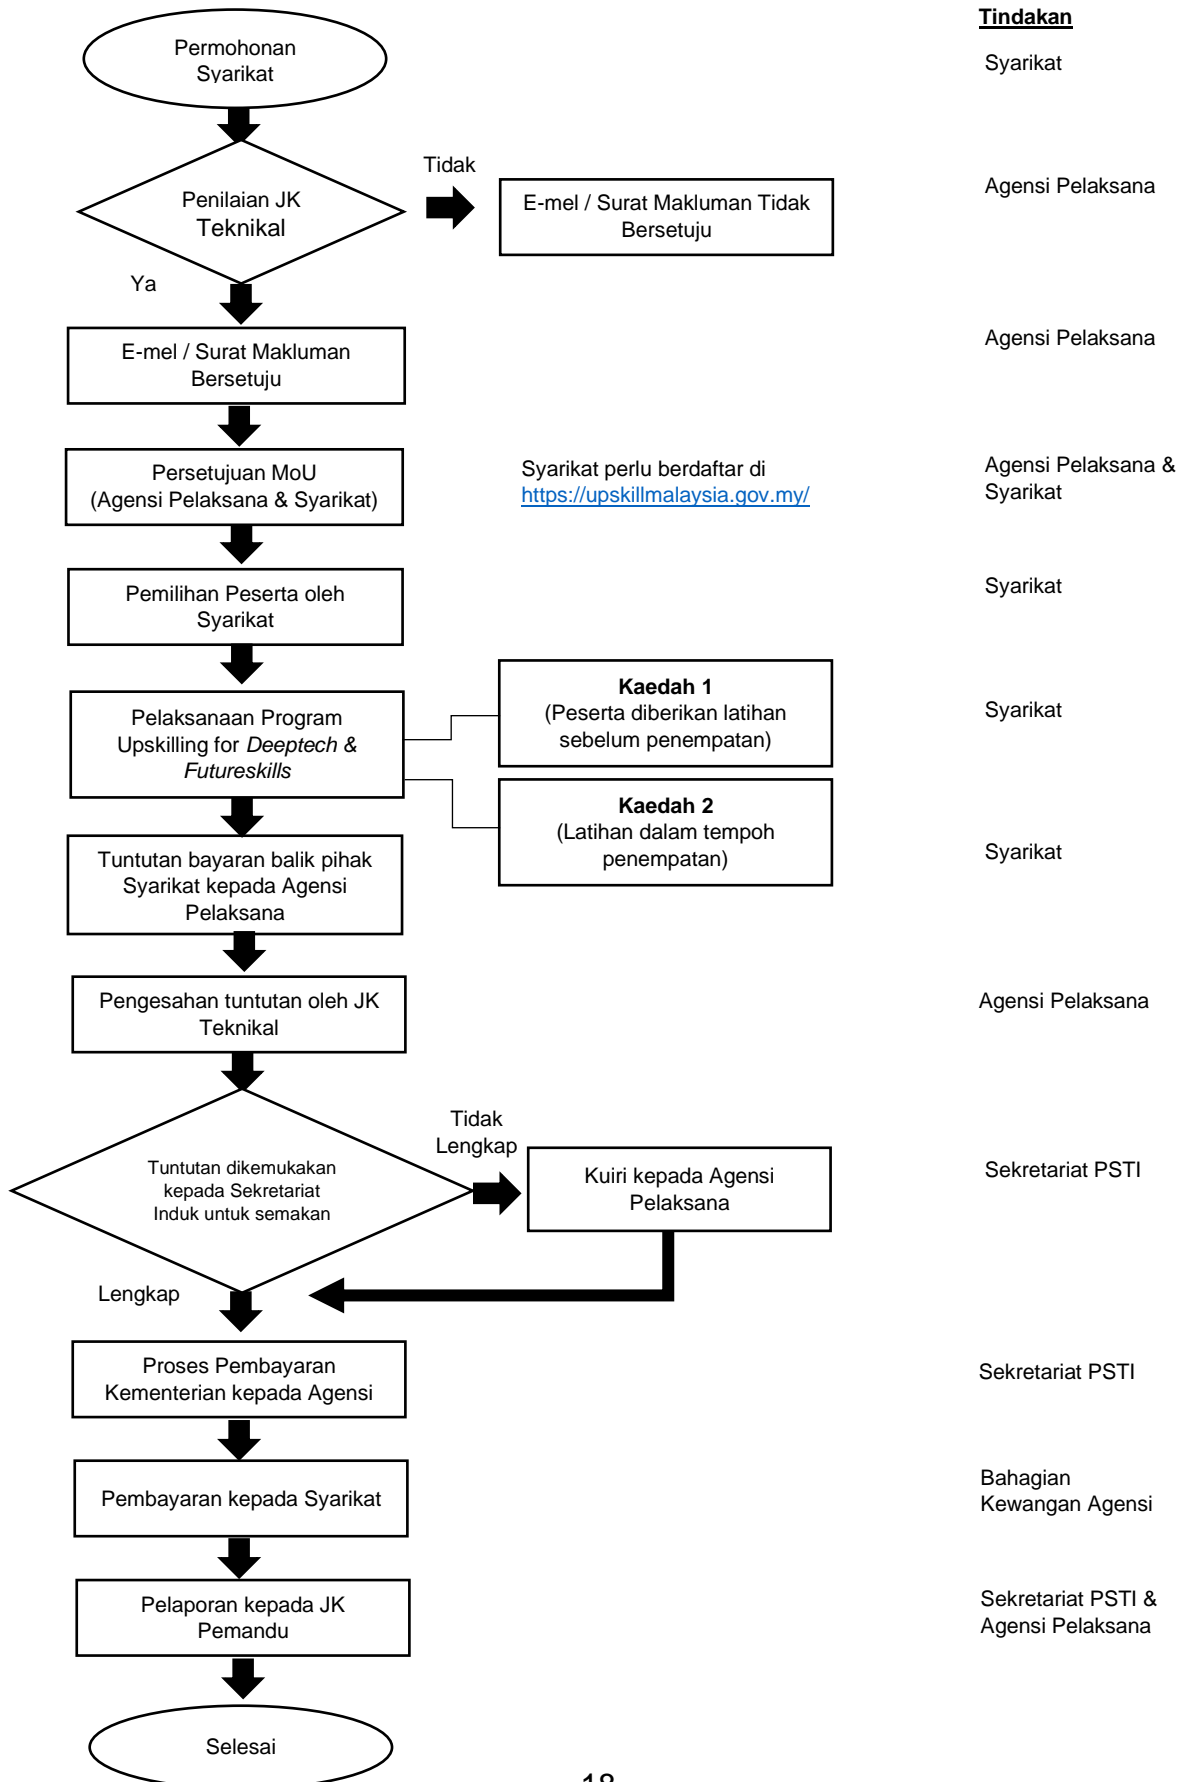 Tindakan
Permohonan
Syarikat
Syarikat
Tidak
Penilaian JK
Teknikal
E-mel / Surat Makluman Tidak
Bersetuju
Agensi Pelaksana
Ya
E-mel / Surat Makluman
Bersetuju
Agensi Pelaksana
Persetujuan MoU
(Agensi Pelaksana & Syarikat)
Syarikat perlu berdaftar di
https://upskillmalaysia.gov.my/
Agensi Pelaksana &
Syarikat
Pemilihan Peserta oleh
Syarikat
Syarikat
Pelaksanaan Program
Upskilling for Deeptech &
Futureskills
Kaedah 1
(Peserta diberikan latihan
sebelum penempatan)
Syarikat
Kaedah 2
(Latihan dalam tempoh
penempatan)
Tuntutan bayaran balik pihak
Syarikat kepada Agensi
Pelaksana
Syarikat
Pengesahan tuntutan oleh JK
Teknikal
Agensi Pelaksana
Tidak
Lengkap
Tuntutan dikemukakan
kepada Sekretariat
Induk untuk semakan
Kuiri kepada Agensi
Pelaksana
Sekretariat PSTI
Lengkap
Proses Pembayaran
Kementerian kepada Agensi
Sekretariat PSTI
Pembayaran kepada Syarikat
Bahagian
Kewangan Agensi
Pelaporan kepada JK
Pemandu
Sekretariat PSTI &
Agensi Pelaksana
Selesai
18